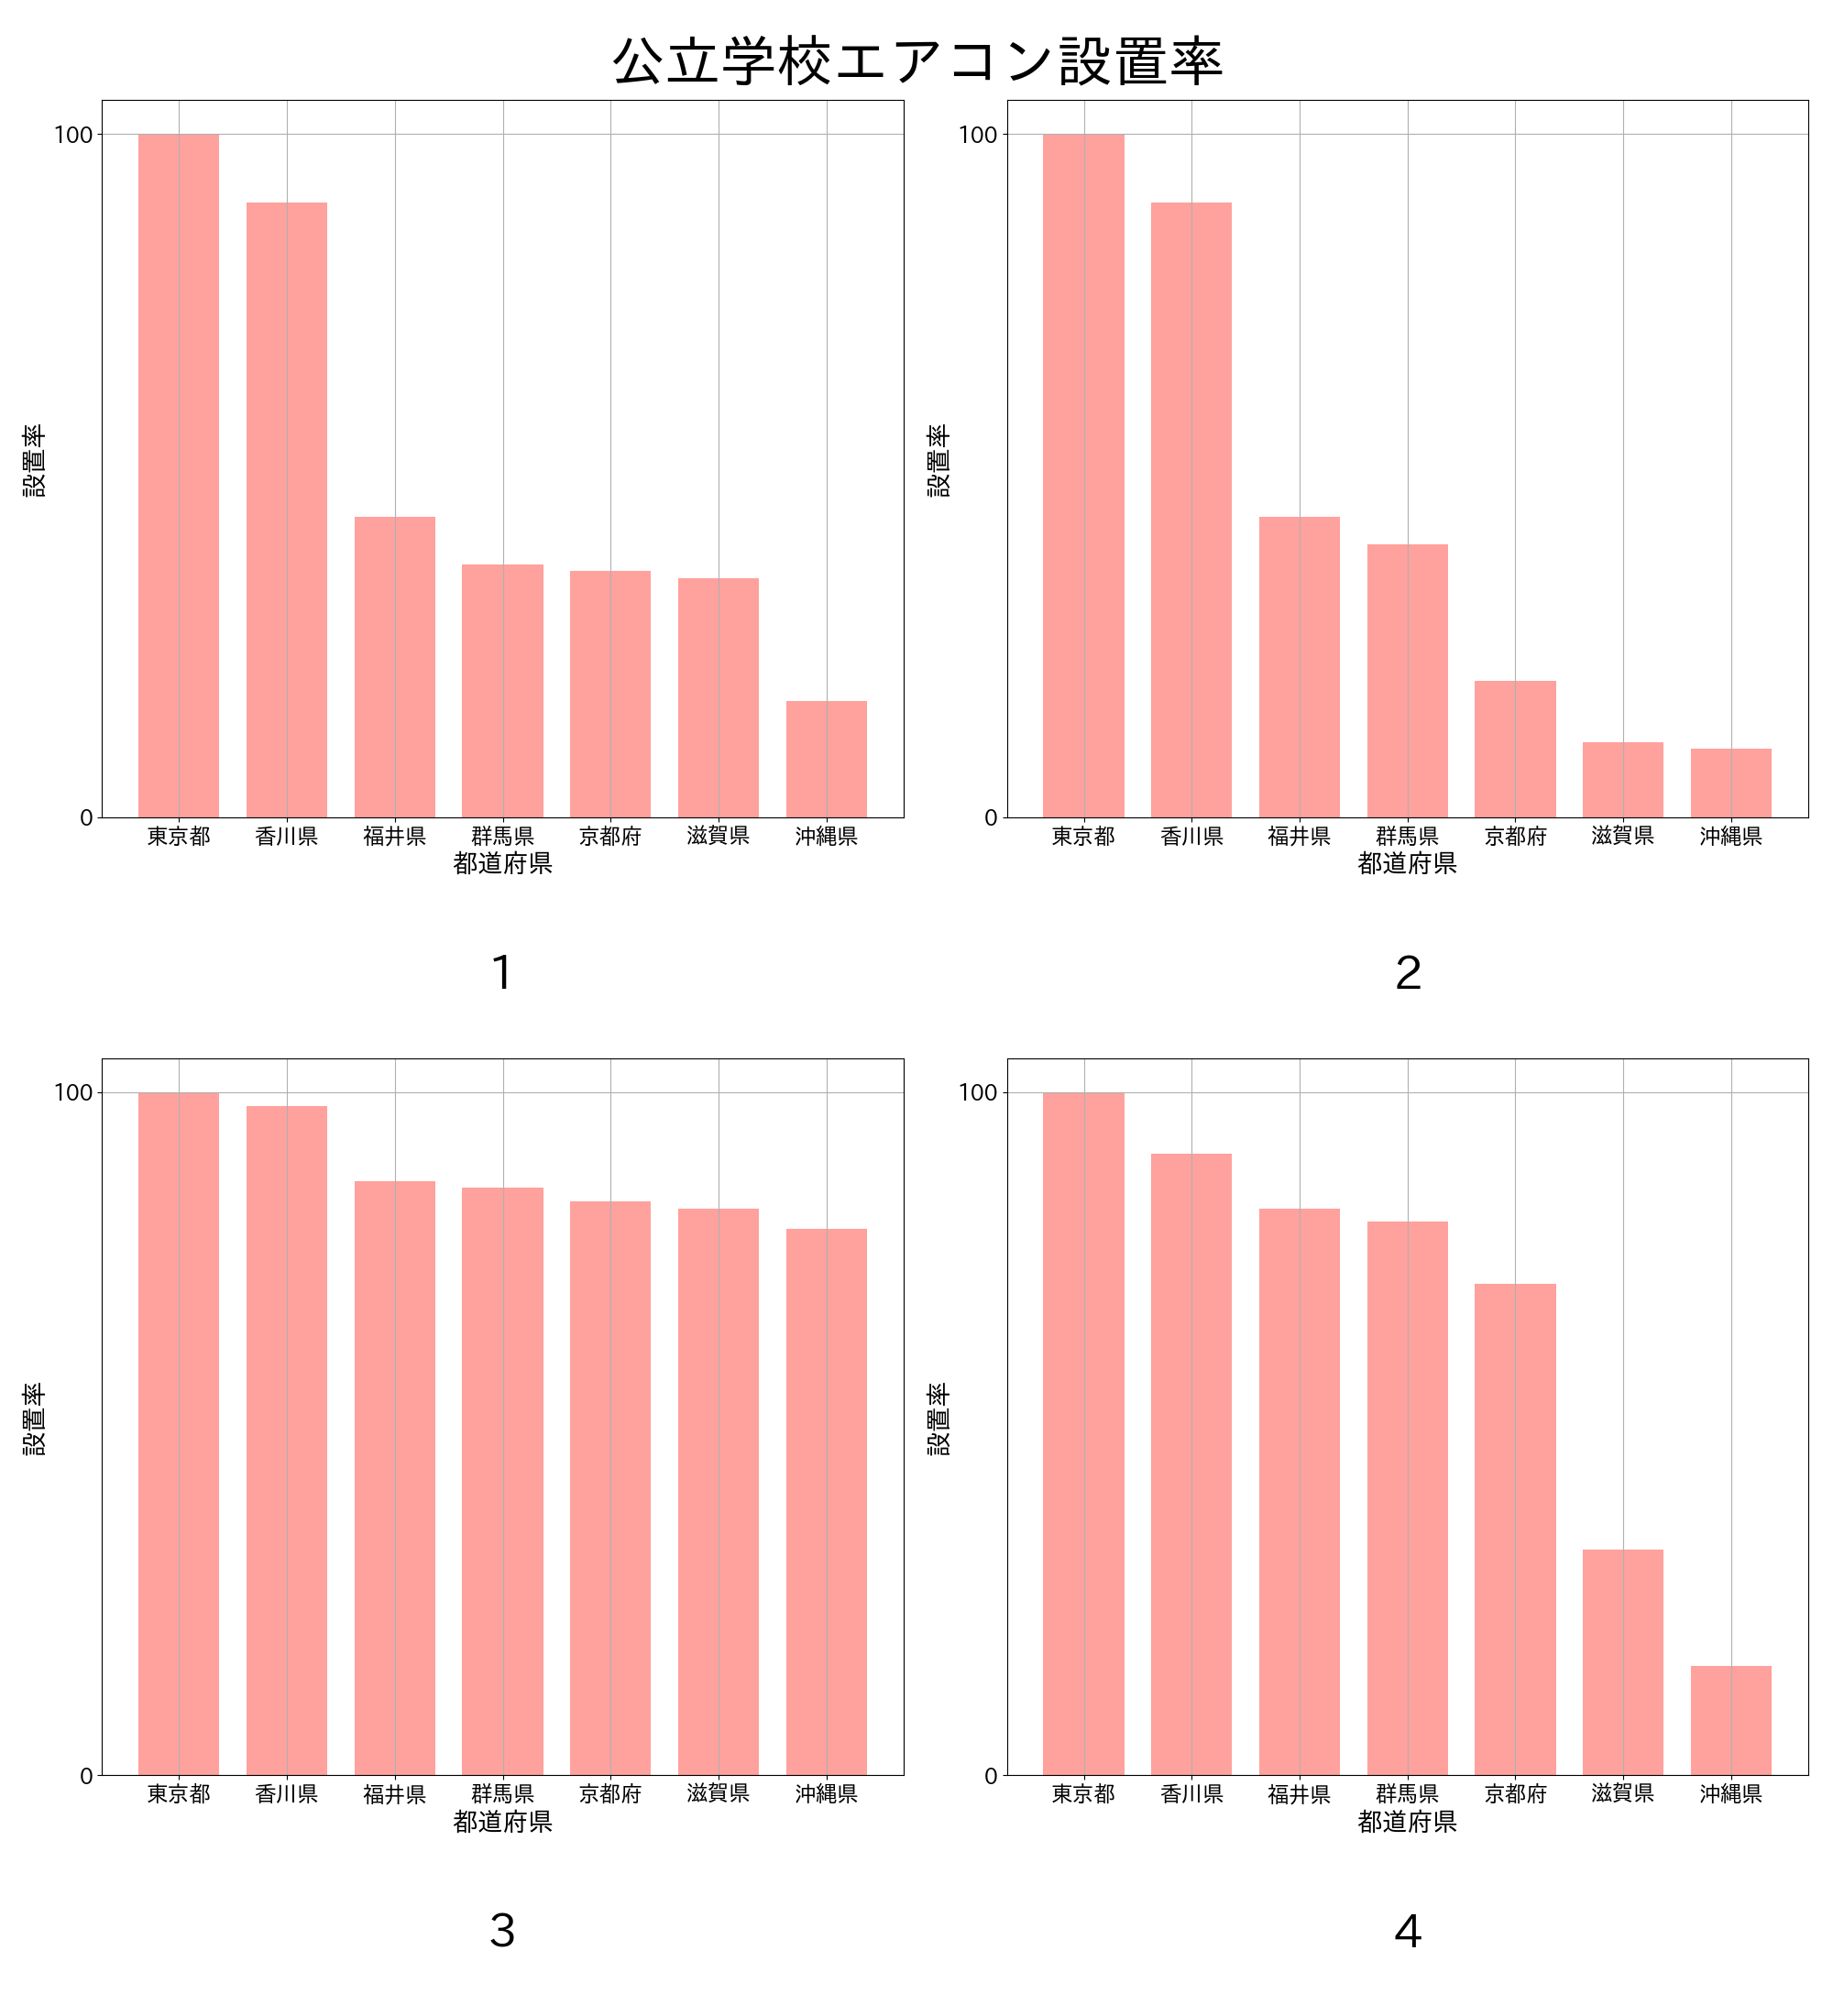 公立学校エアコン設置率
100
設置率
0
東京都 香川県 福井県 群馬県 京都府 滋賀県 沖縄県
都道府県
1
100
設置率
0
東京都 香川県 福井県 群馬県 京都府 滋賀県 沖縄県
都道府県
2
100
設置率
0
東京都 香川県 福井県 群馬県 京都府 滋賀県 沖縄県
都道府県
3
100
設置率
0
東京都 香川県 福井県 群馬県 京都府 滋賀県 沖縄県
都道府県
4